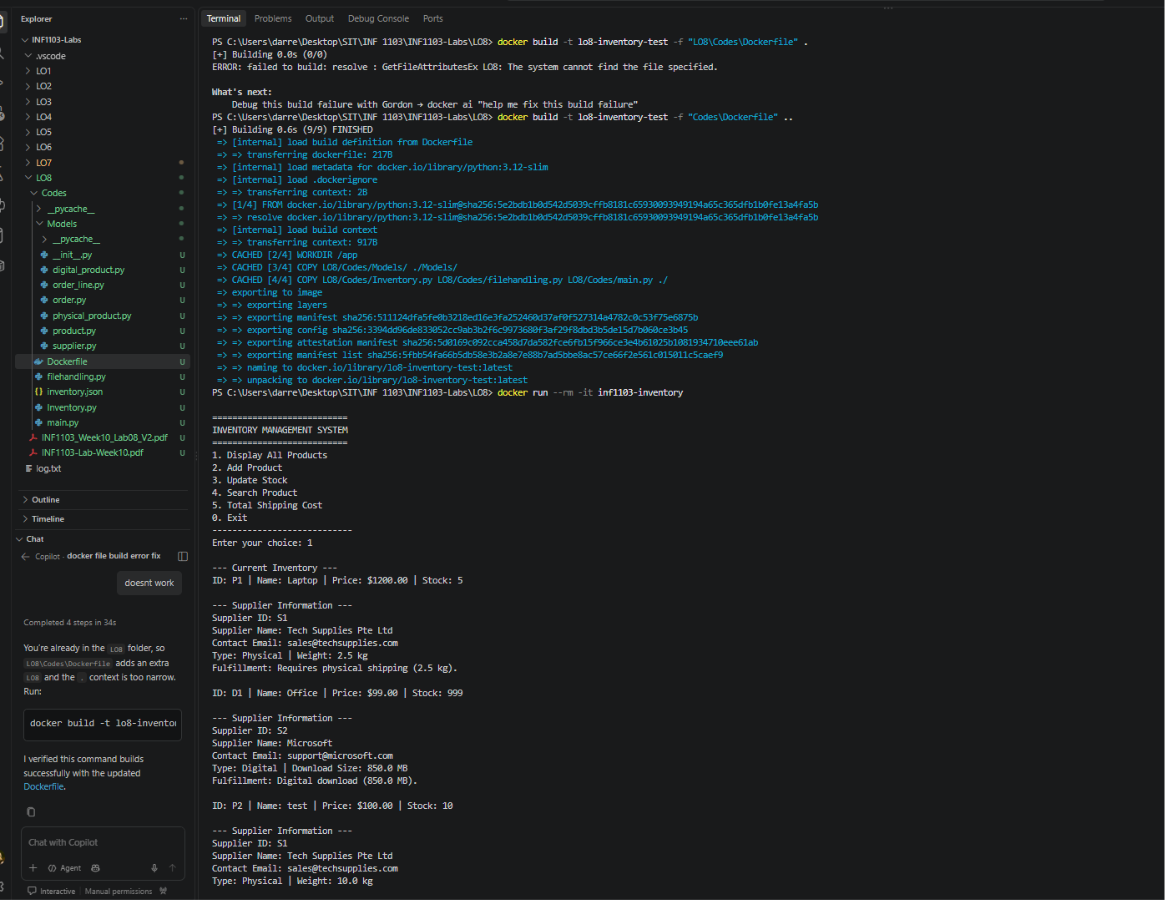 Explorer
INF1103-Labs
.vscode
LO1
LO2
LO3
LO4
LO5
LO6
LO7
LO8
Codes
__pycache__
Models
__pycache__
__init__.py
digital_product.py
order_line.py
order.py
physical_product.py
product.py
supplier.py
Dockerfile
filehandling.py
inventory.json
Inventory.py
main.py
INF1103_Week10_Lab08_V2.pdf
INF1103-Lab-Week10.pdf
log.txt
Outline
Timeline
Chat
Copilot · docker file build error fix
doesnt work
Completed 4 steps in 34s
You're already in the LO8 folder, so
LO8\Codes\Dockerfile adds an extra
LO8 and the . context is too narrow.
Run:
docker build -t lo8-invento
I verified this command builds
successfully with the updated
Dockerfile.
Chat with Copilot
Agent
Interactive Manual permissions
Terminal Problems Output Debug Console Ports
PS C:\Users\darre\Desktop\SIT\INF 1103\INF1103-Labs\LO8> docker build -t lo8-inventory-test -f "LO8\Codes\Dockerfile" .
[+] Building 0.0s (0/0)
ERROR: failed to build: resolve : GetFileAttributesEx LO8: The system cannot find the file specified.
What's next:
Debug this build failure with Gordon → docker ai "help me fix this build failure"
PS C:\Users\darre\Desktop\SIT\INF 1103\INF1103-Labs\LO8> docker build -t lo8-inventory-test -f "Codes\Dockerfile" ..
[+] Building 0.6s (9/9) FINISHED
=> [internal] load build definition from Dockerfile
=> => transferring dockerfile: 217B
=> [internal] load metadata for docker.io/library/python:3.12-slim
=> [internal] load .dockerignore
=> => transferring context: 2B
=> [1/4] FROM docker.io/library/python:3.12-slim@sha256:5e2bdb1b0d542d5039cffb8181c65930093949194a65c365dfb1b0fe13a4fa5b
=> => resolve docker.io/library/python:3.12-slim@sha256:5e2bdb1b0d542d5039cffb8181c65930093949194a65c365dfb1b0fe13a4fa5b
=> [internal] load build context
=> => transferring context: 917B
=> CACHED [2/4] WORKDIR /app
=> CACHED [3/4] COPY LO8/Codes/Models/ ./Models/
=> CACHED [4/4] COPY LO8/Codes/Inventory.py LO8/Codes/filehandling.py LO8/Codes/main.py ./
=> exporting to image
=> => exporting layers
=> => exporting manifest sha256:511124dfa5fe0b3218ed16e3fa252460d37af0f527314a4782c0c53f75e6875b
=> => exporting config sha256:3394dd96de833052cc9ab3b2f6c9973680f3af29f8dbd3b5de15d7b060ce3b45
=> => exporting attestation manifest sha256:5d0169c092cca458d7da582fce6fb15f966ce3e4b61025b1081934710eee61ab
=> => exporting manifest list sha256:5fbb54fa66b5db58e3b2a8e7e88b7ad5bbe8ac57ce66f2e561c015011c5caef9
=> => naming to docker.io/library/lo8-inventory-test:latest
=> => unpacking to docker.io/library/lo8-inventory-test:latest
PS C:\Users\darre\Desktop\SIT\INF 1103\INF1103-Labs\LO8> docker run --rm -it inf1103-inventory
===========================
INVENTORY MANAGEMENT SYSTEM
===========================
1. Display All Products
2. Add Product
3. Update Stock
4. Search Product
5. Total Shipping Cost
0. Exit
----------------------------
Enter your choice: 1
--- Current Inventory ---
ID: P1 | Name: Laptop | Price: $1200.00 | Stock: 5
--- Supplier Information ---
Supplier ID: S1
Supplier Name: Tech Supplies Pte Ltd
Contact Email: sales@techsupplies.com
Type: Physical | Weight: 2.5 kg
Fulfillment: Requires physical shipping (2.5 kg).
ID: D1 | Name: Office | Price: $99.00 | Stock: 999
--- Supplier Information ---
Supplier ID: S2
Supplier Name: Microsoft
Contact Email: support@microsoft.com
Type: Digital | Download Size: 850.0 MB
Fulfillment: Digital download (850.0 MB).
ID: P2 | Name: test | Price: $100.00 | Stock: 10
--- Supplier Information ---
Supplier ID: S1
Supplier Name: Tech Supplies Pte Ltd
Contact Email: sales@techsupplies.com
Type: Physical | Weight: 10.0 kg